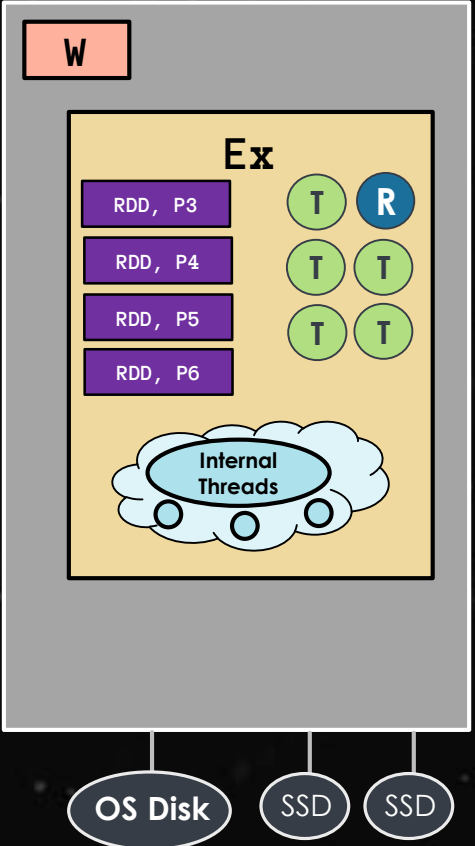 W
Ex
RDD, P3
T
R
RDD, P4
T
T
RDD, P5
T
T
RDD, P6
Internal
Threads
OS Disk
SSD
SSD